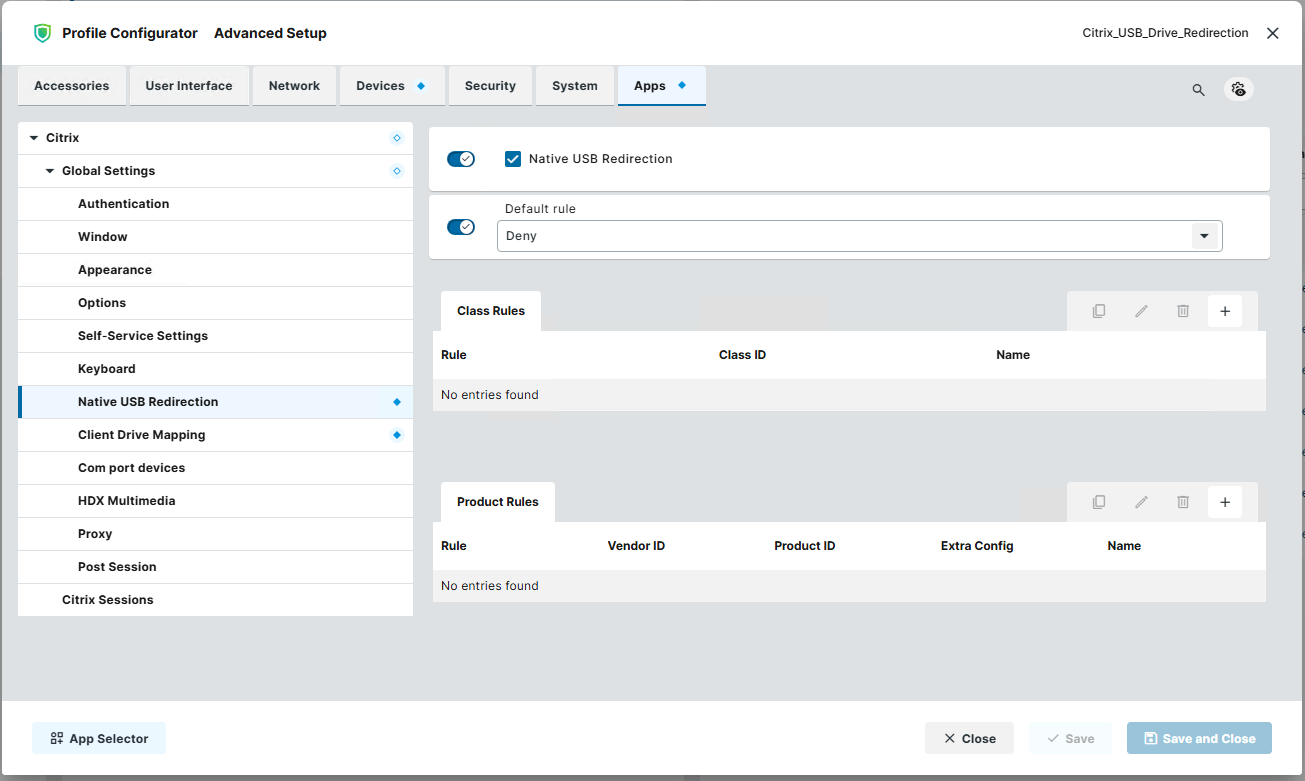 Profile Configurator Advanced Setup Citrix_USB_Drive_Redirection
Accessories User Interface Network Devices Security System Apps
Citrix
Global Settings
Authentication
Window
Appearance
Options
Self-Service Settings
Keyboard
Native USB Redirection
Client Drive Mapping
Com port devices
HDX Multimedia
Proxy
Post Session
Citrix Sessions
Native USB Redirection
Default rule
Deny
Class Rules
Rule Class ID Name
No entries found
Product Rules
Rule Vendor ID Product ID Extra Config Name
No entries found
App Selector Close Save Save and Close